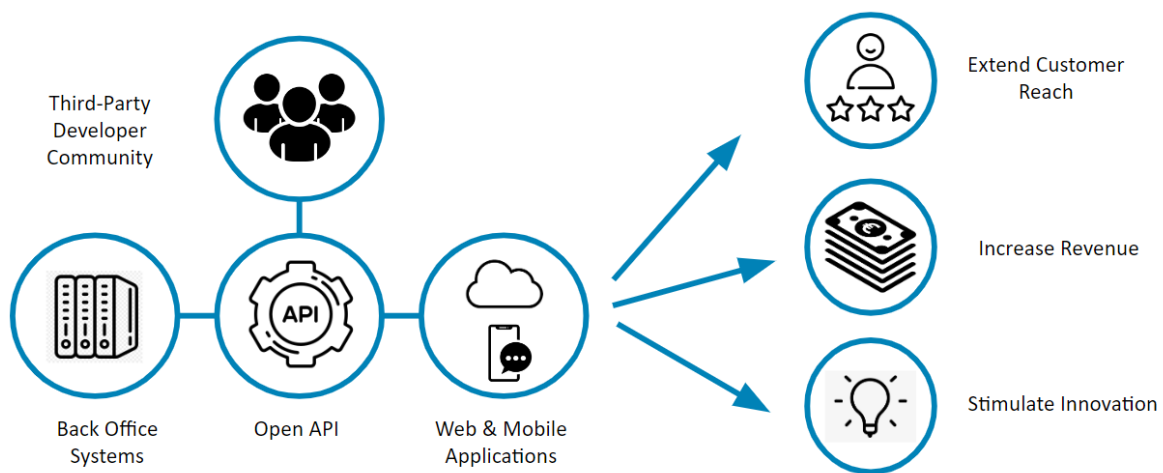 Third-Party
Developer
Community
Extend Customer
Reach
€
Increase Revenue
API
Back Office
Systems
Open API
Web & Mobile
Applications
Stimulate Innovation